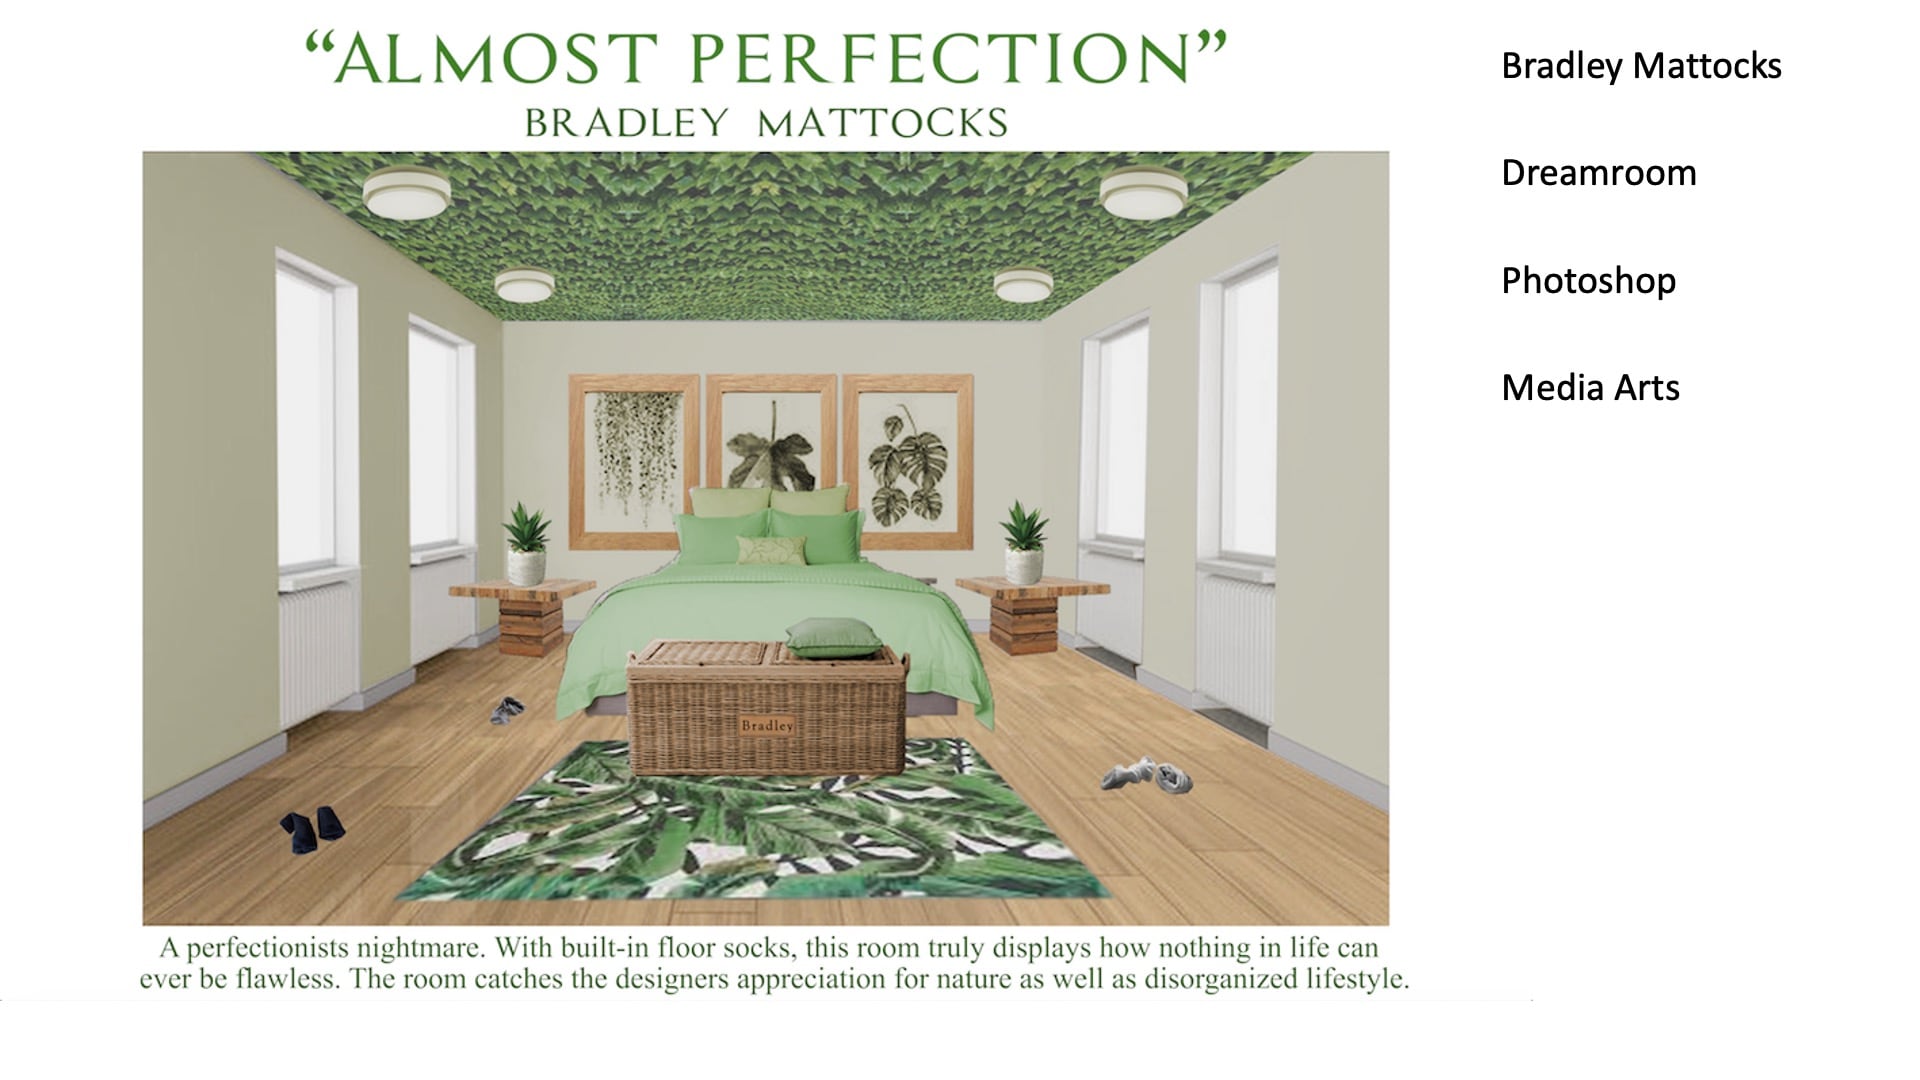 “ALMOST PERFECTION”
BRADLEY MATTOCKS
Bradley
A perfectionists nightmare. With built-in floor socks, this room truly displays how nothing in life can
ever be flawless. The room catches the designers appreciation for nature as well as disorganized lifestyle.
Bradley Mattocks
Dreamroom
Photoshop
Media Arts